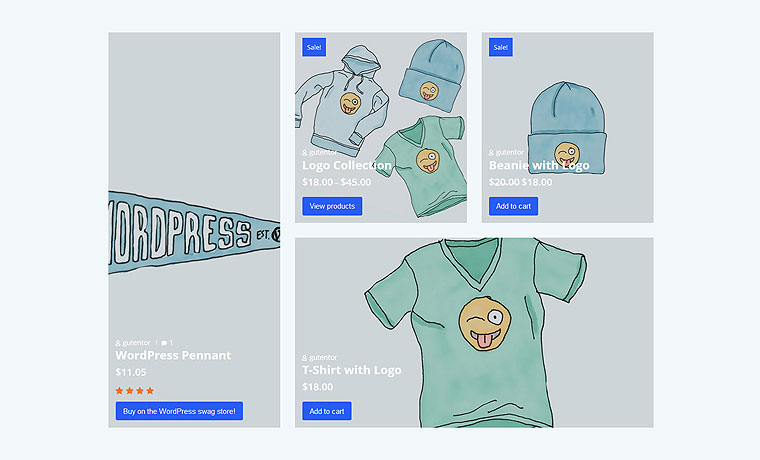 WORDPRESS EST.
gutentor 1
WordPress Pennant
$11.05
Buy on the WordPress swag store!
Sale!
gutentor
Logo Collection
$18.00 – $45.00
View products
Sale!
gutentor
Beanie with Logo
$20.00 $18.00
Add to cart
gutentor
T-Shirt with Logo
$18.00
Add to cart